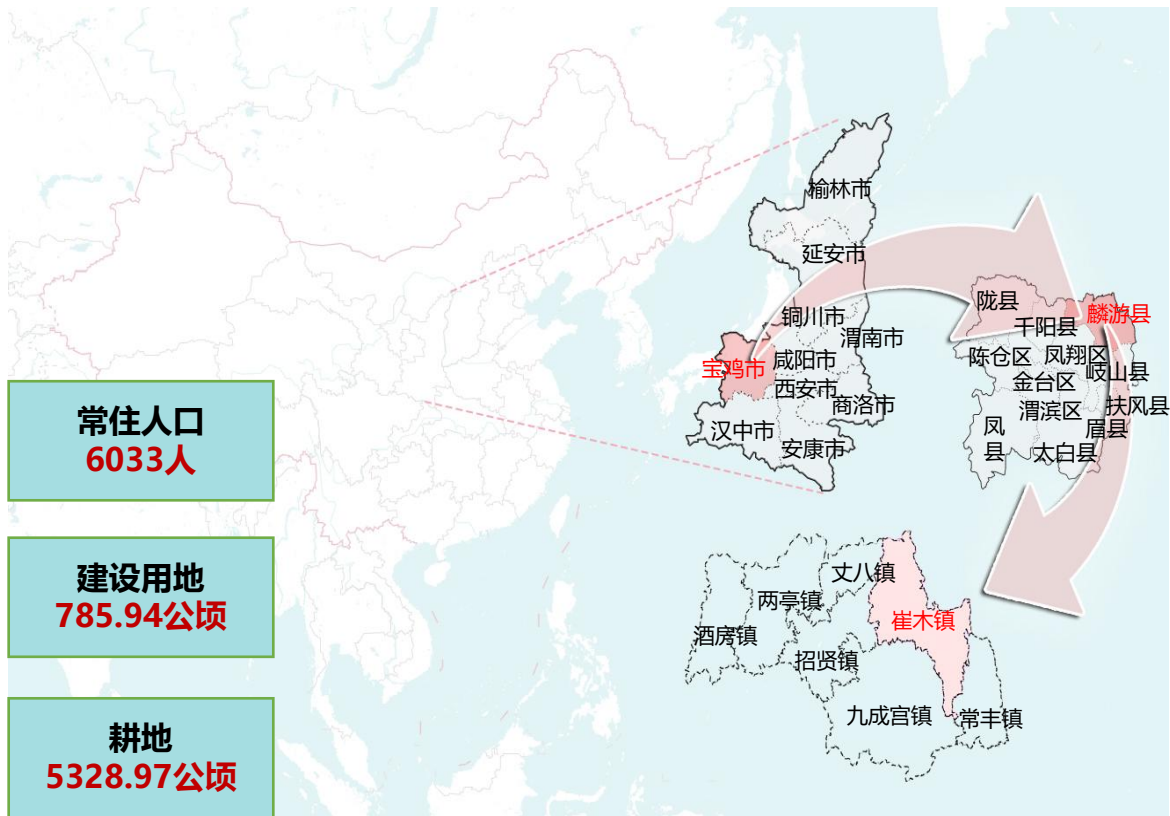 榆林市
延安市
铜川市
渭南市
宝鸡市
咸阳市
西安市
商洛市
汉中市
安康市
陇县
麟游县
千阳县
陈仓区
凤翔区
岐山县
金台区
扶风县
渭滨区
凤
县
眉县
太白县
常住人口
6033人
建设用地
785.94公顷
耕地
5328.97公顷
丈八镇
两亭镇
崔木镇
酒房镇
招贤镇
九成宫镇
常丰镇